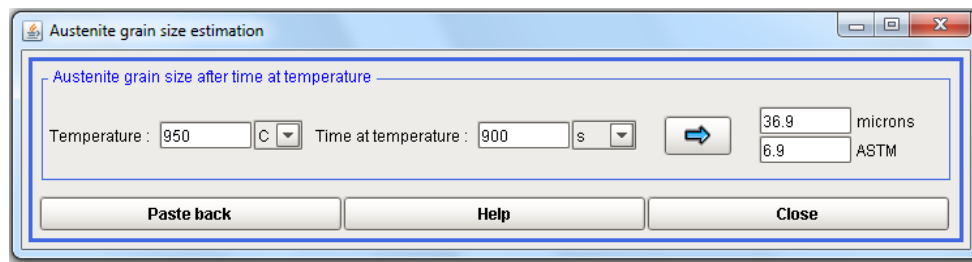 Austenite grain size estimation
Austenite grain size after time at temperature
Temperature : 950 C Time at temperature : 900 s 36.9 microns
6.9 ASTM
Paste back Help Close